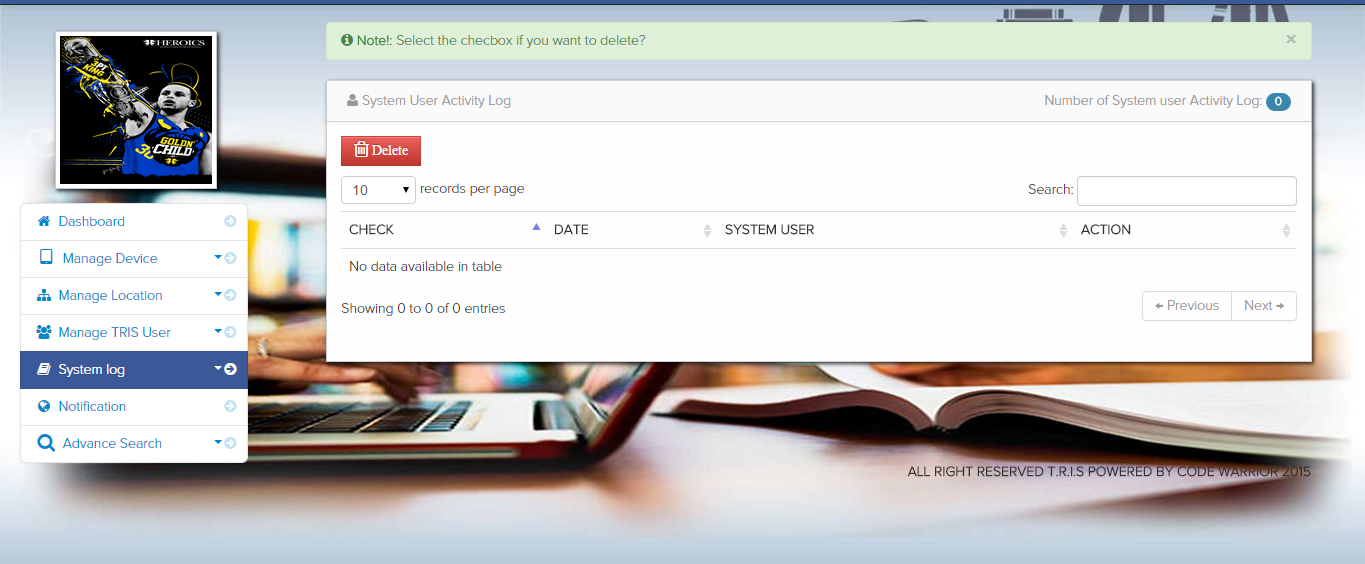 HEROICS
3PT
KING
GOLDN
CHILD
30
Note!: Select the checbox if you want to delete?
×
System User Activity Log
Number of System user Activity Log: 0
Delete
10 records per page
Search:
CHECK DATE SYSTEM USER ACTION
No data available in table
Showing 0 to 0 of 0 entries
← Previous Next →
Dashboard
Manage Device
Manage Location
Manage TRIS User
System log
Notification
Advance Search
ALL RIGHT RESERVED T.R.I.S POWERED BY CODE WARRIOR 2015